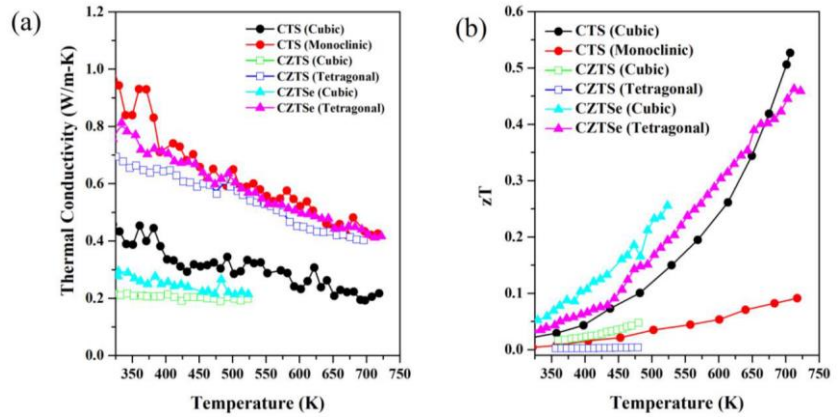 (a)
CTS (Cubic)
CTS (Monoclinic)
CZTS (Cubic)
CZTS (Tetragonal)
CZTSe (Cubic)
CZTSe (Tetragonal)
Thermal Conductivity (W/m-K)
1.2
1.0
0.8
0.6
0.4
0.2
0.0
350 400 450 500 550 600 650 700 750
Temperature (K)
(b)
CTS (Cubic)
CTS (Monoclinic)
CZTS (Cubic)
CZTS (Tetragonal)
CZTSe (Cubic)
CZTSe (Tetragonal)
zT
0.6
0.5
0.4
0.3
0.2
0.1
0.0
350 400 450 500 550 600 650 700 750
Temperature (K)